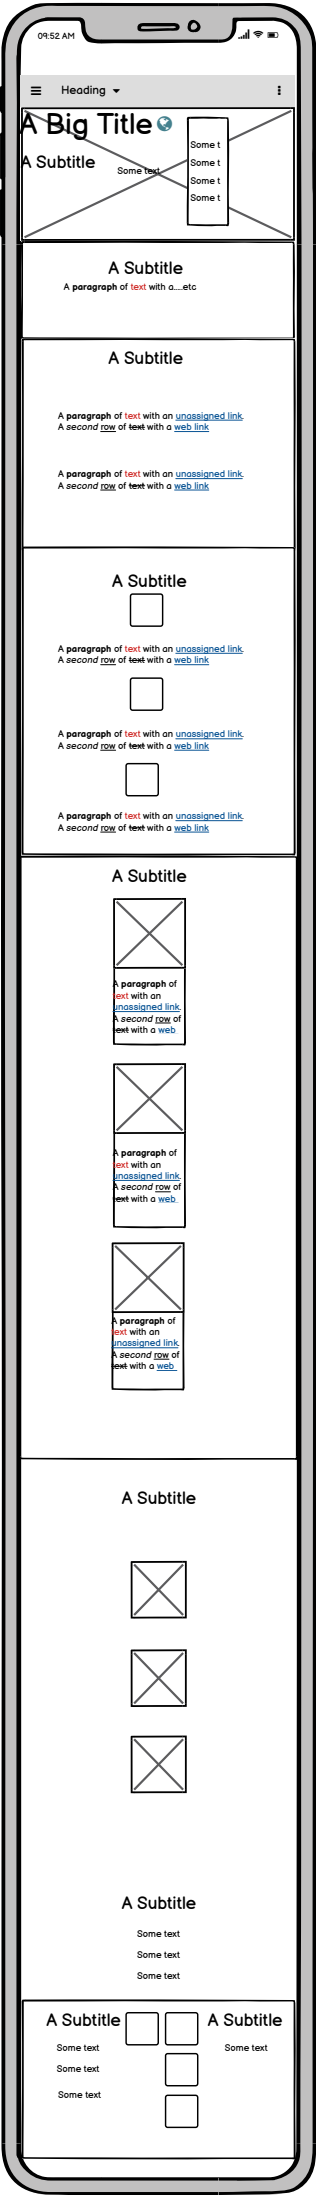 09:52 AM
Heading
A Big Title
Some t
A Subtitle
Some t
Some text
Some t
Some t
A Subtitle
A paragraph of text with a.....etc
A Subtitle
A paragraph of text with an unassigned link.
A second row of text with a web link
A paragraph of text with an unassigned link.
A second row of text with a web link
A Subtitle
A paragraph of text with an unassigned link.
A second row of text with a web link
A paragraph of text with an unassigned link.
A second row of text with a web link
A paragraph of text with an unassigned link.
A second row of text with a web link
A Subtitle
A paragraph of
text with an
unassigned link.
A second row of
text with a web
A paragraph of
text with an
unassigned link.
A second row of
text with a web
A paragraph of
text with an
unassigned link.
A second row of
text with a web
A Subtitle
A Subtitle
Some text
Some text
Some text
A Subtitle
Some text
Some text
Some text
A Subtitle
Some text